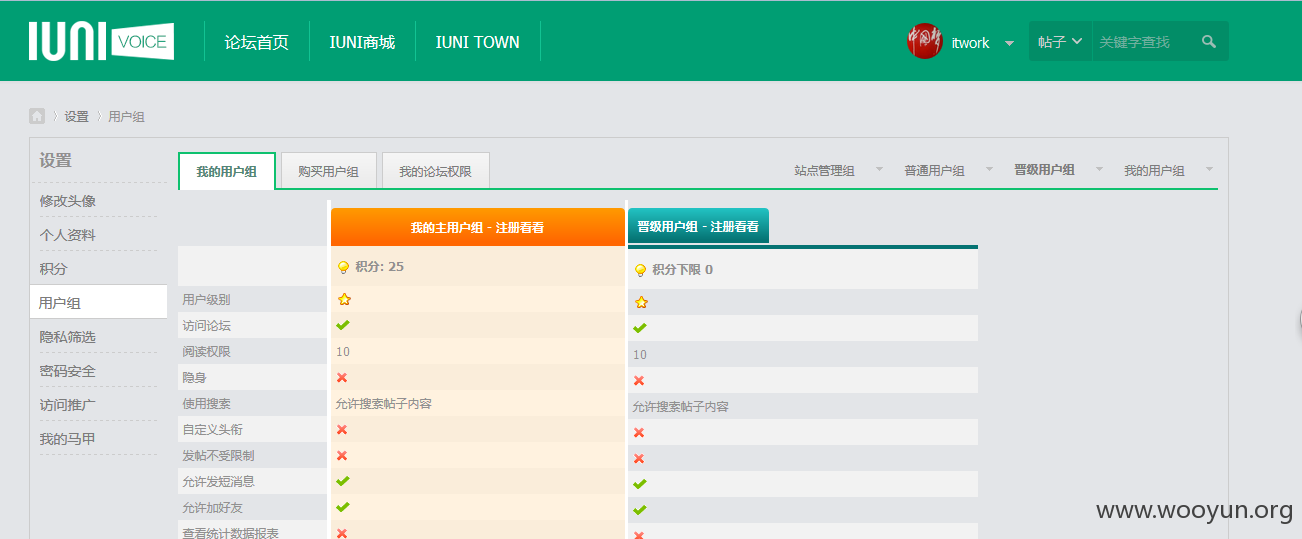 IUNI VOICE 论坛首页 IUNI商城 IUNI TOWN 中国梦 itwork 帖子 关键字查找
设置 用户组
设置
修改头像
个人资料
积分
用户组
隐私筛选
密码安全
访问推广
我的马甲
我的用户组 购买用户组 我的论坛权限 站点管理组 普通用户组 晋级用户组 我的用户组
我的主用户组 - 注册看看 晋级用户组 - 注册看看
积分: 25 积分下限 0
用户级别
访问论坛
阅读权限 10 10
隐身
使用搜索 允许搜索帖子内容 允许搜索帖子内容
自定义头衔
发帖不受限制
允许发短消息
允许加好友
查看统计数据报表
www.wooyun.org